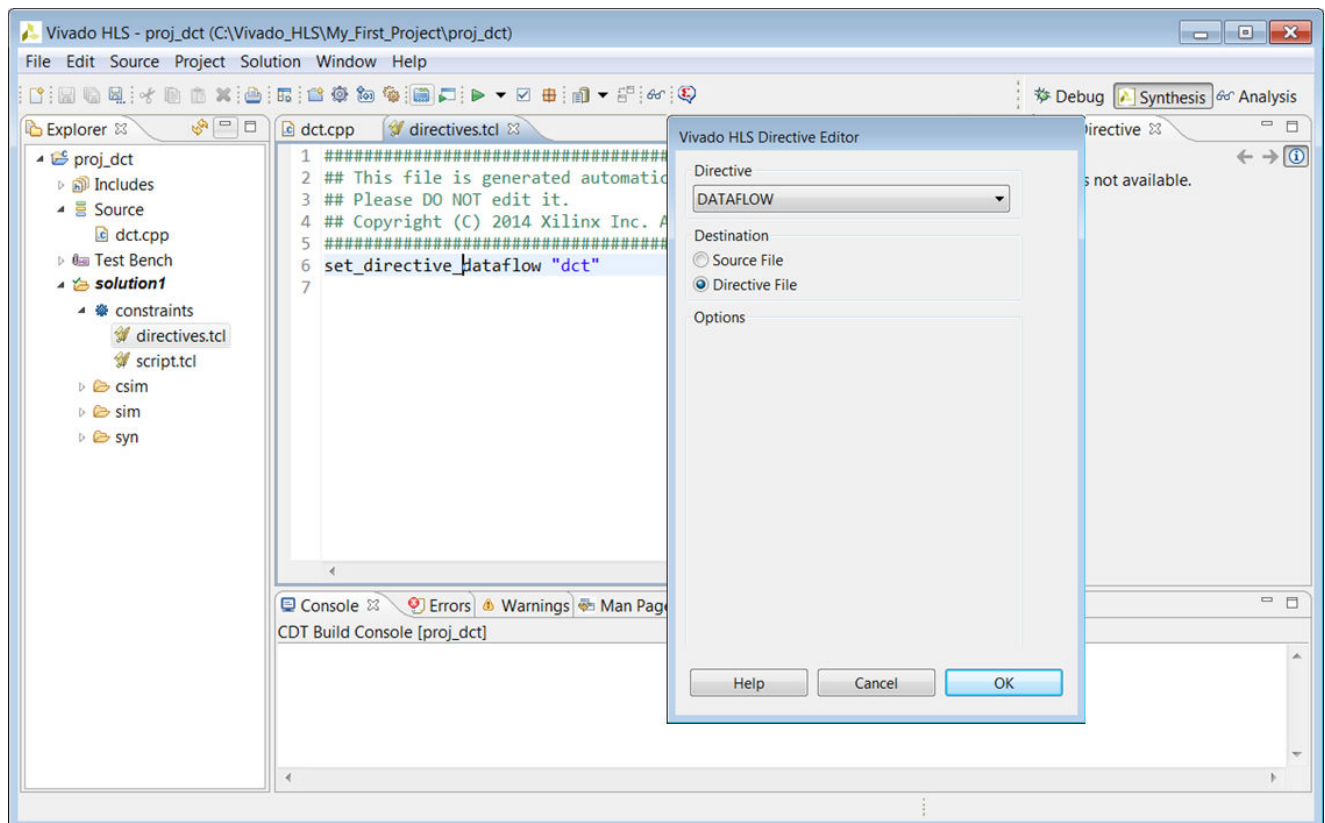 Vivado HLS - proj_dct (C:\Vivado_HLS\My_First_Project\proj_dct)
File Edit Source Project Solution Window Help
Debug Synthesis Analysis
Explorer
proj_dct
Includes
Source
dct.cpp
Test Bench
solution1
constraints
directives.tcl
script.tcl
csim
sim
syn
dct.cpp directives.tcl
1 ###################################
2 ## This file is generated automatic
3 ## Please DO NOT edit it.
4 ## Copyright (C) 2014 Xilinx Inc. A
5 ###################################
6 set_directive_dataflow "dct"
7
Vivado HLS Directive Editor
Directive
DATAFLOW
Destination
Source File
Directive File
Options
Help Cancel OK
irective
s not available.
Console Errors Warnings Man Page
CDT Build Console [proj_dct]